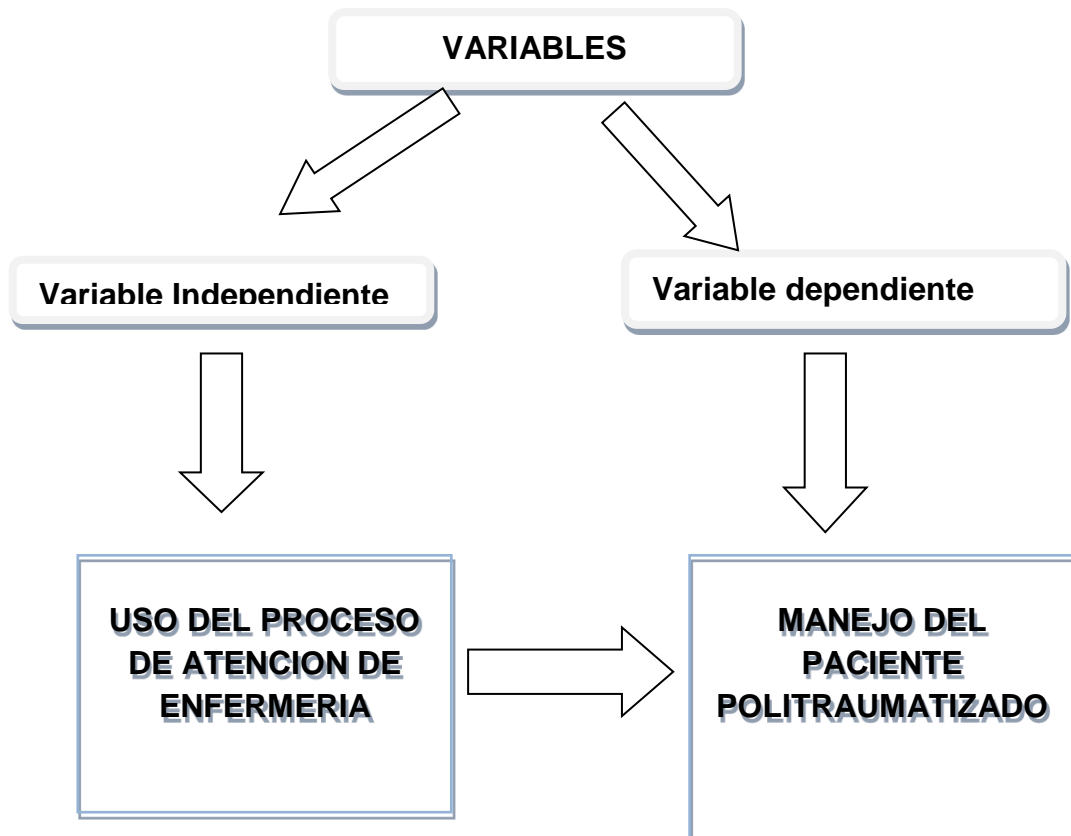 VARIABLES
Variable Independiente
Variable dependiente
USO DEL PROCESO
DE ATENCION DE
ENFERMERIA
MANEJO DEL
PACIENTE
POLITRAUMATIZADO